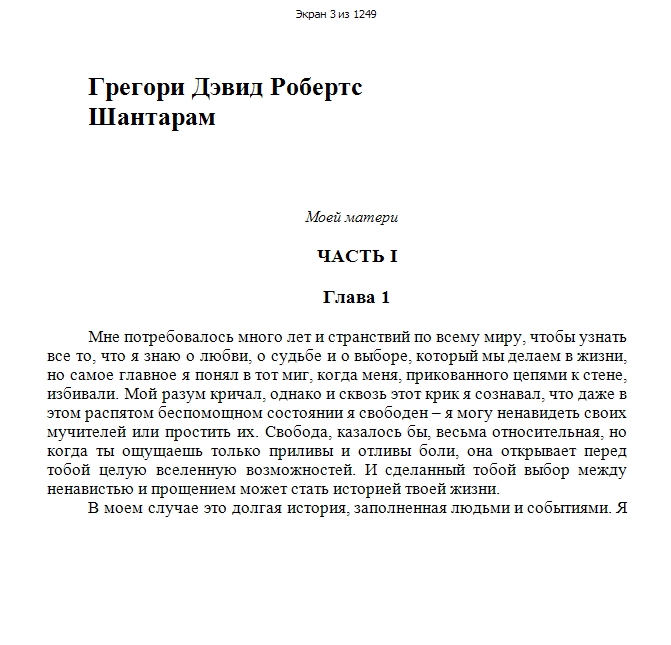 Экран 3 из 1249
Грегори Дэвид Робертс
Шантарам
Моей матери
ЧАСТЬ I
Глава 1
Мне потребовалось много лет и странствий по всему миру, чтобы узнать
все то, что я знаю о любви, о судьбе и о выборе, который мы делаем в жизни,
но самое главное я понял в тот миг, когда меня, прикованного цепями к стене,
избивали. Мой разум кричал, однако и сквозь этот крик я сознавал, что даже в
этом распятом беспомощном состоянии я свободен – я могу ненавидеть своих
мучителей или простить их. Свобода, казалось бы, весьма относительная, но
когда ты ощущаешь только приливы и отливы боли, она открывает перед
тобой целую вселенную возможностей. И сделанный тобой выбор между
ненавистью и прощением может стать историей твоей жизни.
В моем случае это долгая история, заполненная людьми и событиями. Я